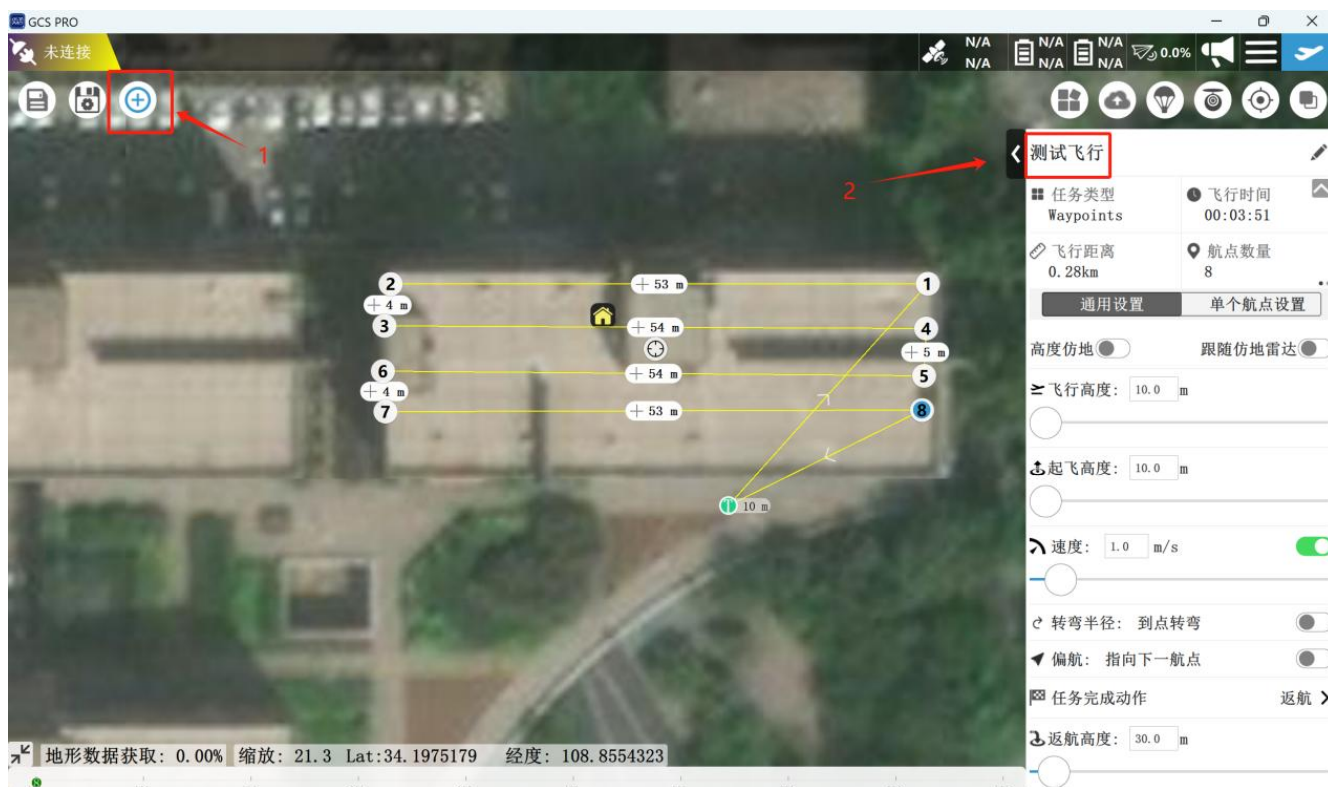 GCS PRO
未连接
N/A N/A N/A
N/A N/A N/A 0.0%
1
2
测试飞行
任务类型 飞行时间
Waypoints 00:03:51
飞行距离 航点数量
0.28km 8
通用设置 单个航点设置
高度仿地 跟随仿地雷达
飞行高度: 10.0 m
起飞高度: 10.0 m
速度: 1.0 m/s
转弯半径: 到点转弯
偏航: 指向下一航点
任务完成动作 返航
返航高度: 30.0 m
2 53 m 1
4 m
3 54 m 4
5 m
6 54 m 5
4 m
7 53 m 8
10 m
地形数据获取: 0.00% 缩放: 21.3 Lat:34.1975179 经度: 108.8554323